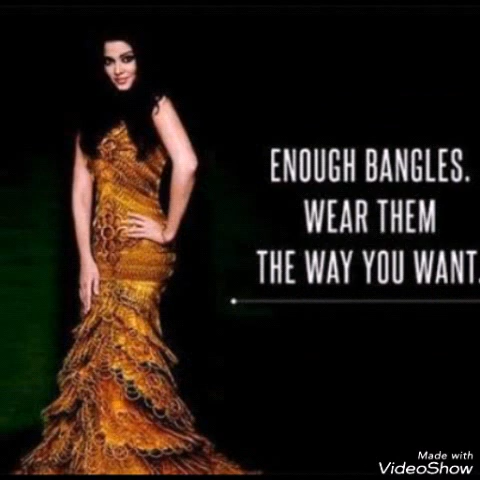 ENOUGH BANGLES.
WEAR THEM
THE WAY YOU WANT.
Made with
VideoShow